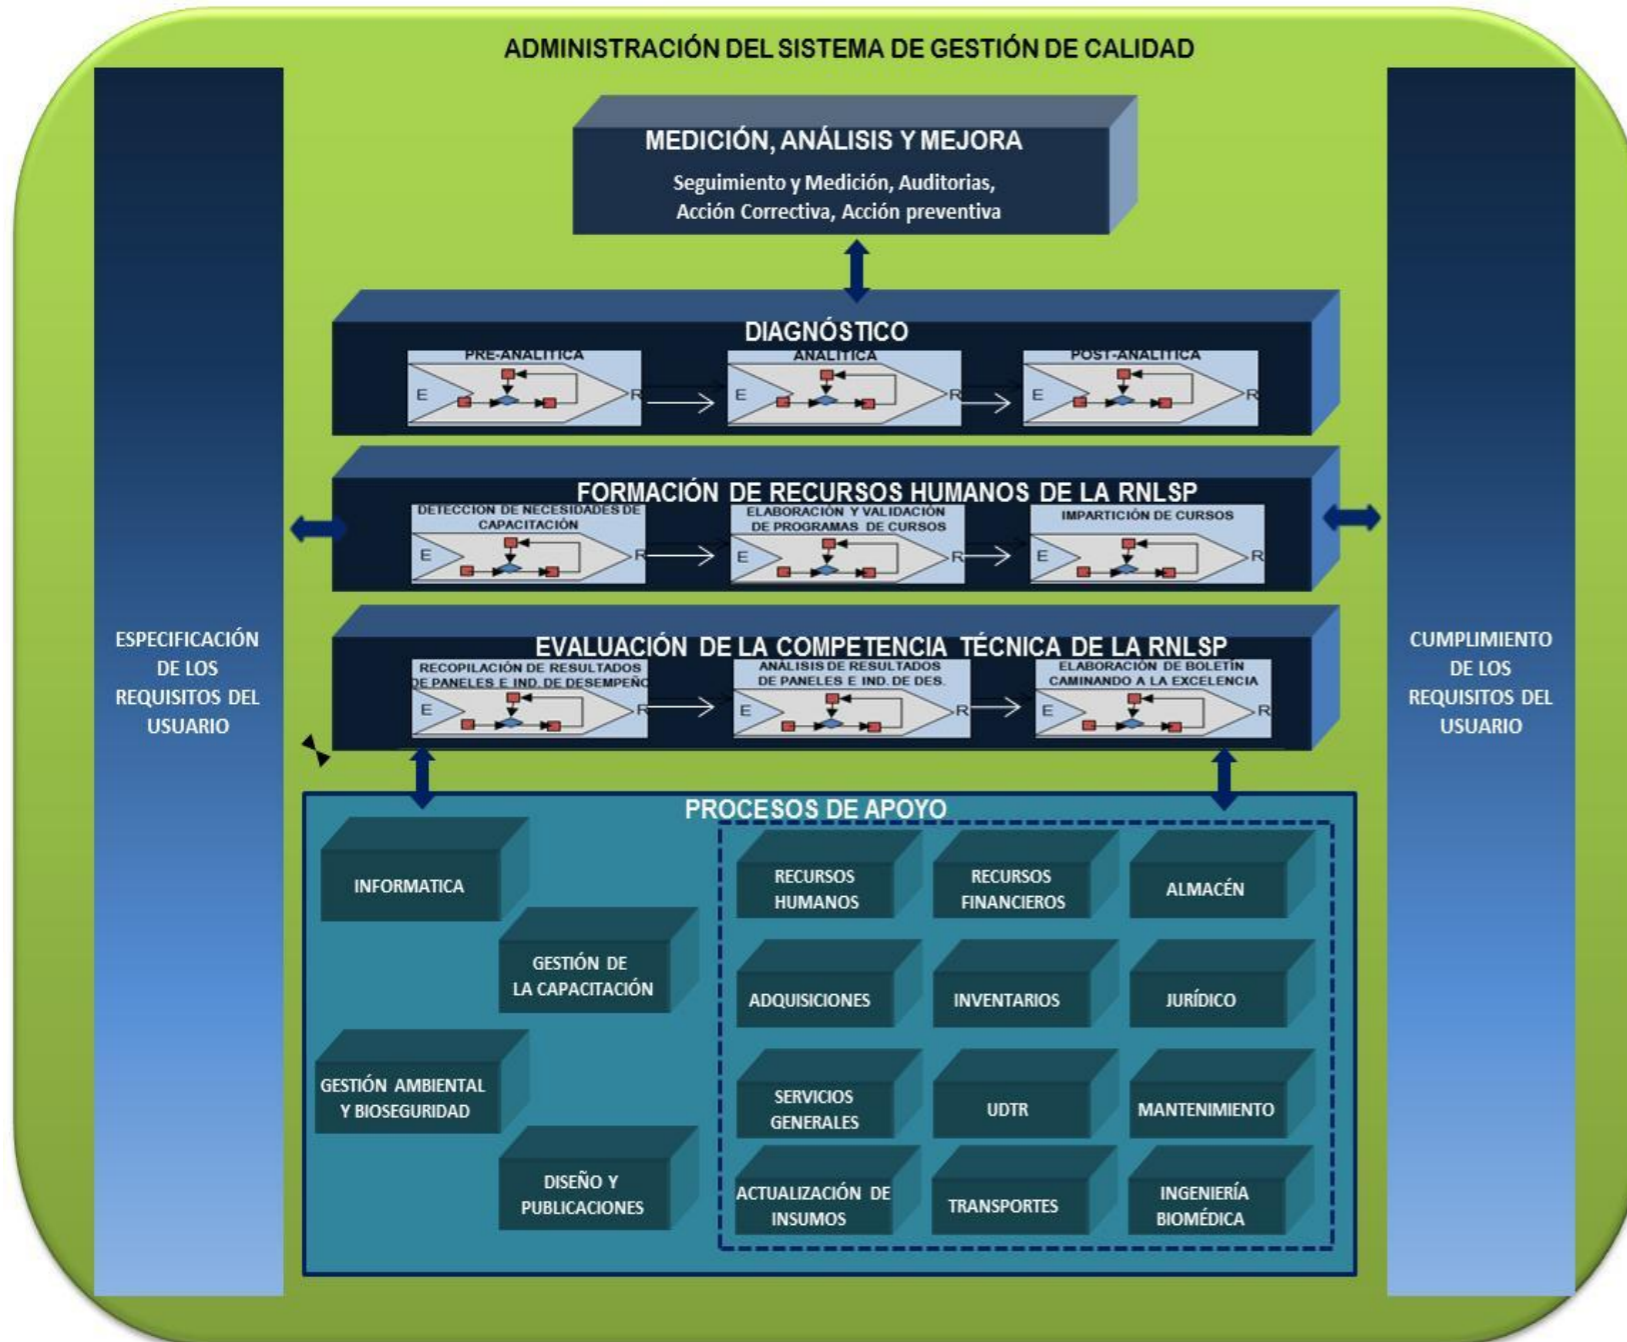 ADMINISTRACIÓN DEL SISTEMA DE GESTIÓN DE CALIDAD
MEDICIÓN, ANÁLISIS Y MEJORA
Seguimiento y Medición, Auditorias,
Acción Correctiva, Acción preventiva
DIAGNÓSTICO
PRE-ANALÍTICA
E
R
ANALÍTICA
E
R
POST-ANALÍTICA
E
R
FORMACIÓN DE RECURSOS HUMANOS DE LA RNLSP
DETECCIÓN DE NECESIDADES DE
CAPACITACIÓN
E
R
ELABORACIÓN Y VALIDACIÓN
DE PROGRAMAS DE CURSOS
E
R
IMPARTICIÓN DE CURSOS
E
R
EVALUACIÓN DE LA COMPETENCIA TÉCNICA DE LA RNLSP
RECOPILACIÓN DE RESULTADOS
DE PANELES E IND. DE DESEMPEÑO
E
R
ANÁLISIS DE RESULTADOS
DE PANELES E IND. DE DES.
E
R
ELABORACIÓN DE BOLETÍN
CAMINANDO A LA EXCELENCIA
E
R
ESPECIFICACIÓN
DE LOS
REQUISITOS DEL
USUARIO
CUMPLIMIENTO
DE LOS
REQUISITOS DEL
USUARIO
PROCESOS DE APOYO
INFORMATICA
GESTIÓN DE
LA CAPACITACIÓN
GESTIÓN AMBIENTAL
Y BIOSEGURIDAD
DISEÑO Y
PUBLICACIONES
RECURSOS
HUMANOS
RECURSOS
FINANCIEROS
ALMACÉN
ADQUISICIONES
INVENTARIOS
JURÍDICO
SERVICIOS
GENERALES
UDTR
MANTENIMIENTO
ACTUALIZACIÓN DE
INSUMOS
TRANSPORTES
INGENIERÍA
BIOMÉDICA